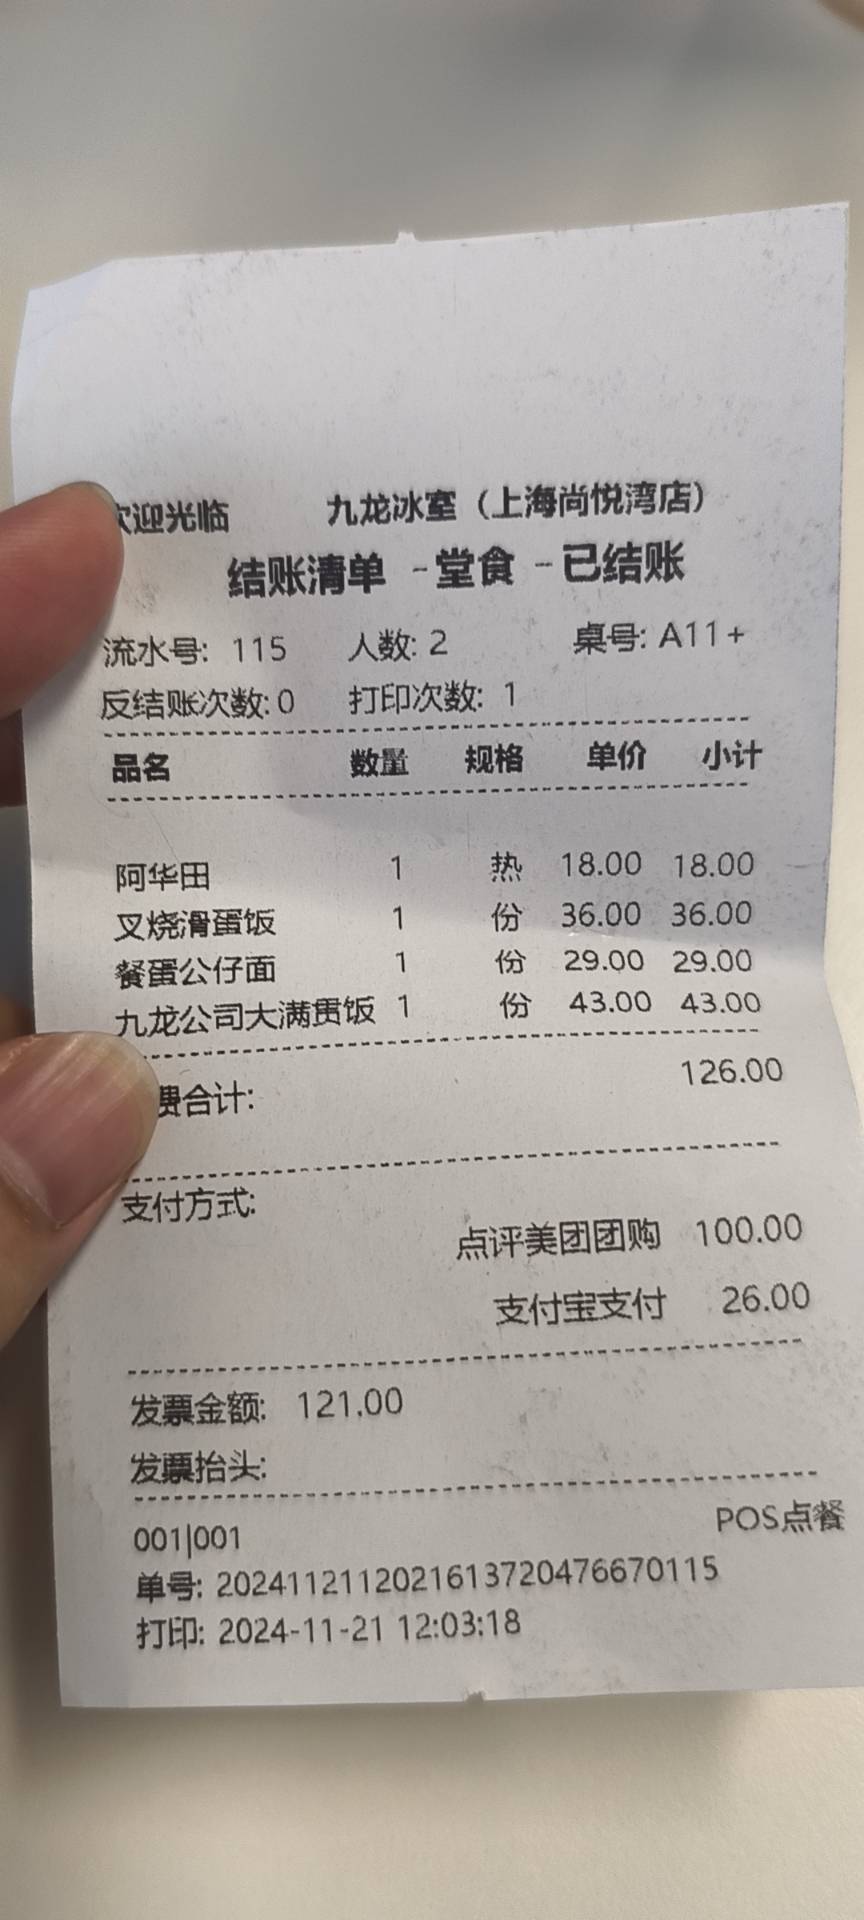 迎光临 九龙冰室（上海尚悦湾店）
结账清单 -堂食 -已结账
流水号: 115 人数: 2 桌号: A11+
反结账次数: 0 打印次数: 1
品名 数量 规格 单价 小计
阿华田 1 热 18.00 18.00
叉烧滑蛋饭 1 份 36.00 36.00
餐蛋公仔面 1 份 29.00 29.00
九龙公司大满贯饭 1 份 43.00 43.00
费合计: 126.00
支付方式:
点评美团团购 100.00
支付宝支付 26.00
发票金额: 121.00
发票抬头:
001|001 POS点餐
单号: 2024112112021613720476670115
打印: 2024-11-21 12:03:18